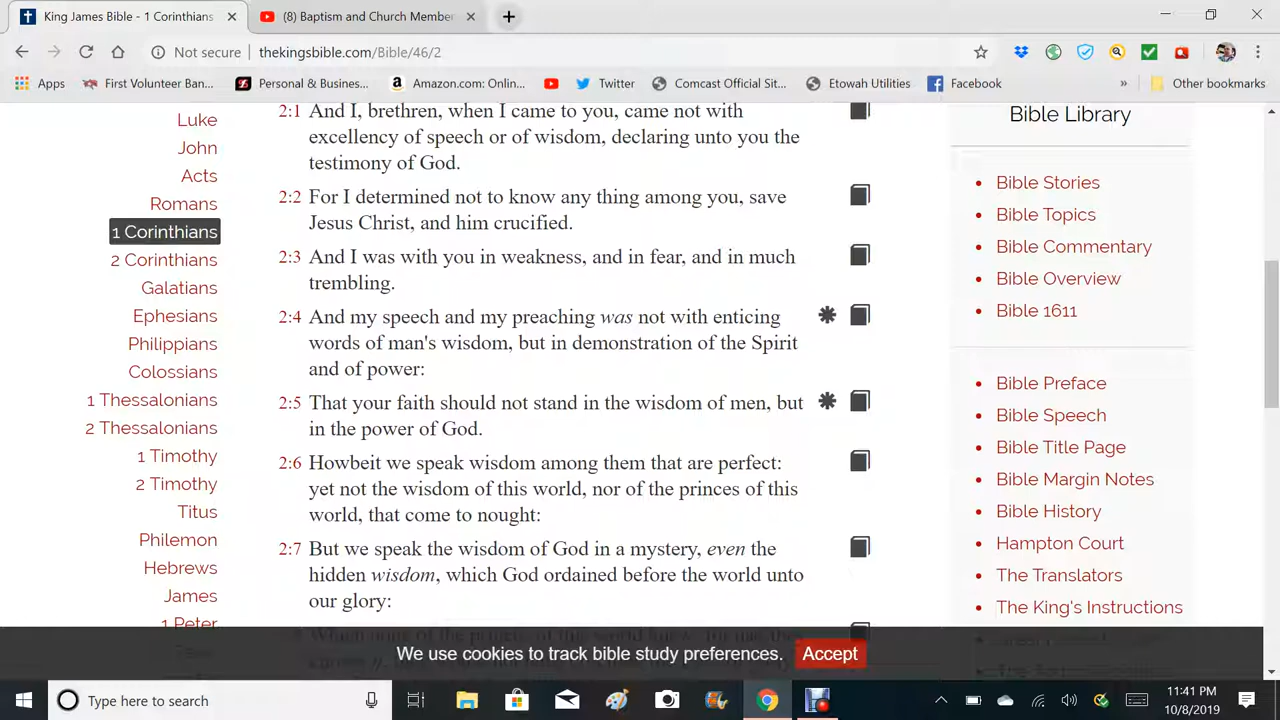 King James Bible - 1 Corinthians
(8) Baptism and Church Member
Not secure
thekingsbible.com/Bible/46/2
Apps
First Volunteer Ban...
Personal & Busines...
Amazon.com: Onlin...
Twitter
Comcast Official Sit...
Etowah Utilities
Facebook
»
Other bookmarks
Luke
John
Acts
Romans
1 Corinthians
2 Corinthians
Galatians
Ephesians
Philippians
Colossians
1 Thessalonians
2 Thessalonians
1 Timothy
2 Timothy
Titus
Philemon
Hebrews
James
1 Peter
2:1 And I, brethren, when I came to you, came not with
excellency of speech or of wisdom, declaring unto you the
testimony of God.
2:2 For I determined not to know any thing among you, save
Jesus Christ, and him crucified.
2:3 And I was with you in weakness, and in fear, and in much
trembling.
2:4 And my speech and my preaching was not with enticing
words of man's wisdom, but in demonstration of the Spirit
and of power:
2:5 That your faith should not stand in the wisdom of men, but
in the power of God.
2:6 Howbeit we speak wisdom among them that are perfect:
yet not the wisdom of this world, nor of the princes of this
world, that come to nought:
2:7 But we speak the wisdom of God in a mystery, even the
hidden wisdom, which God ordained before the world unto
our glory:
Bible Library
Bible Stories
Bible Topics
Bible Commentary
Bible Overview
Bible 1611
Bible Preface
Bible Speech
Bible Title Page
Bible Margin Notes
Bible History
Hampton Court
The Translators
The King's Instructions
We use cookies to track bible study preferences.
Accept
Type here to search
11:41 PM
10/8/2019